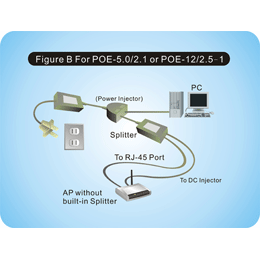 Figure B For POE-5.0/2.1 or POE-12/2.5-1
PC
(Power Injector)
Splitter
To RJ-45 Port
To DC Injector
AP without
built-in Splitter